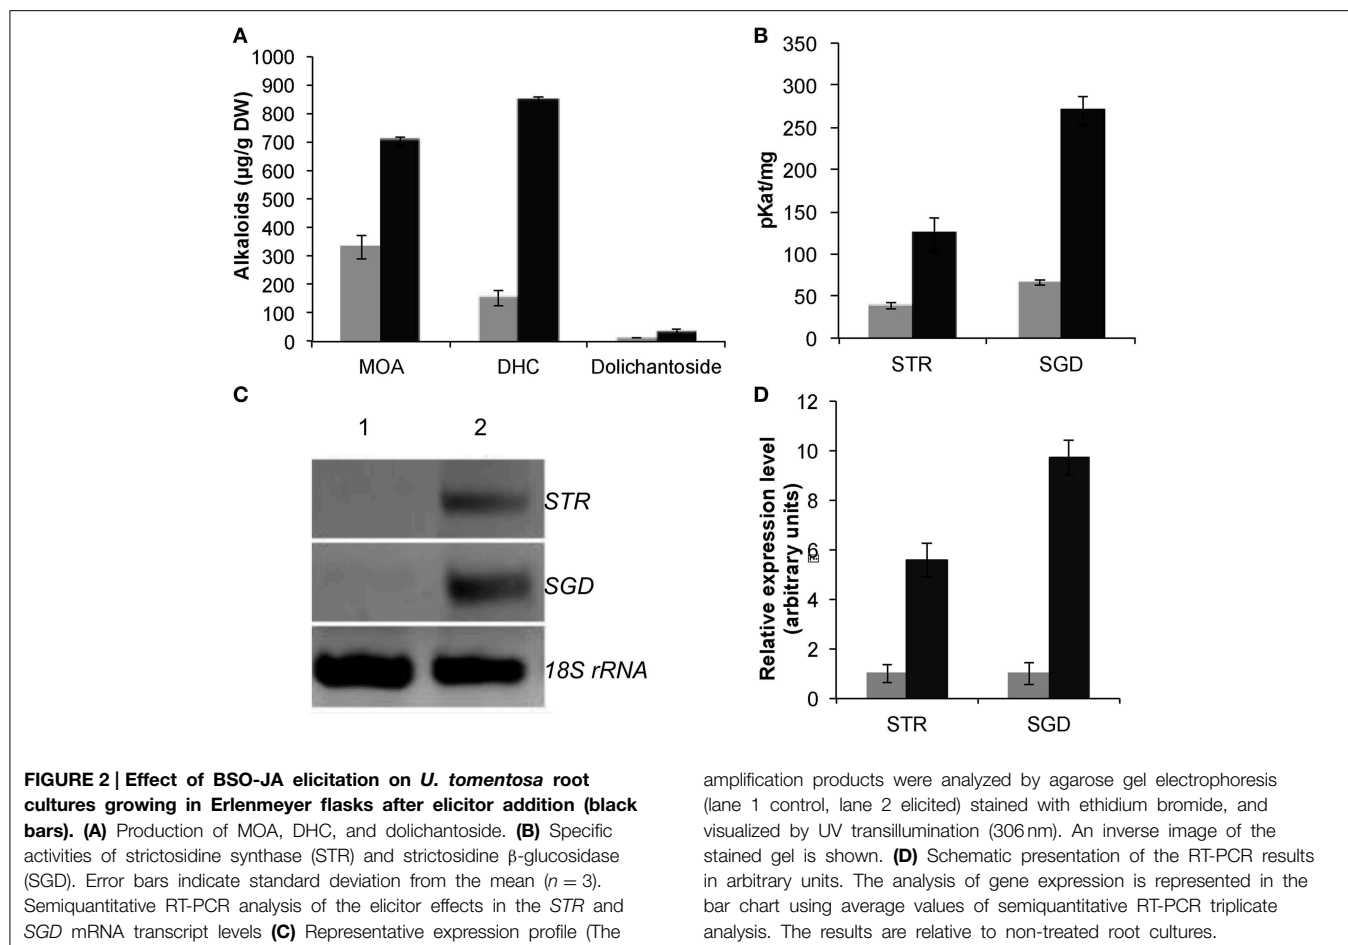 A
1000
900
800
700
600
500
400
300
200
100
0
Alkaloids (µg/g DW)
MOA DHC Dolichantoside
B
350
300
250
200
150
100
50
0
pKat/mg
STR SGD
C
1 2
STR
SGD
18S rRNA
D
12
10
8
6
4
2
0
Relative expression level
(arbitrary units)
STR SGD
FIGURE 2 | Effect of BSO-JA elicitation on U. tomentosa root
cultures growing in Erlenmeyer flasks after elicitor addition (black
bars). (A) Production of MOA, DHC, and dolichantoside. (B) Specific
activities of strictosidine synthase (STR) and strictosidine β-glucosidase
(SGD). Error bars indicate standard deviation from the mean (n = 3).
Semiquantitative RT-PCR analysis of the elicitor effects in the STR and
SGD mRNA transcript levels (C) Representative expression profile (The
amplification products were analyzed by agarose gel electrophoresis
(lane 1 control, lane 2 elicited) stained with ethidium bromide, and
visualized by UV transillumination (306 nm). An inverse image of the
stained gel is shown. (D) Schematic presentation of the RT-PCR results
in arbitrary units. The analysis of gene expression is represented in the
bar chart using average values of semiquantitative RT-PCR triplicate
analysis. The results are relative to non-treated root cultures.